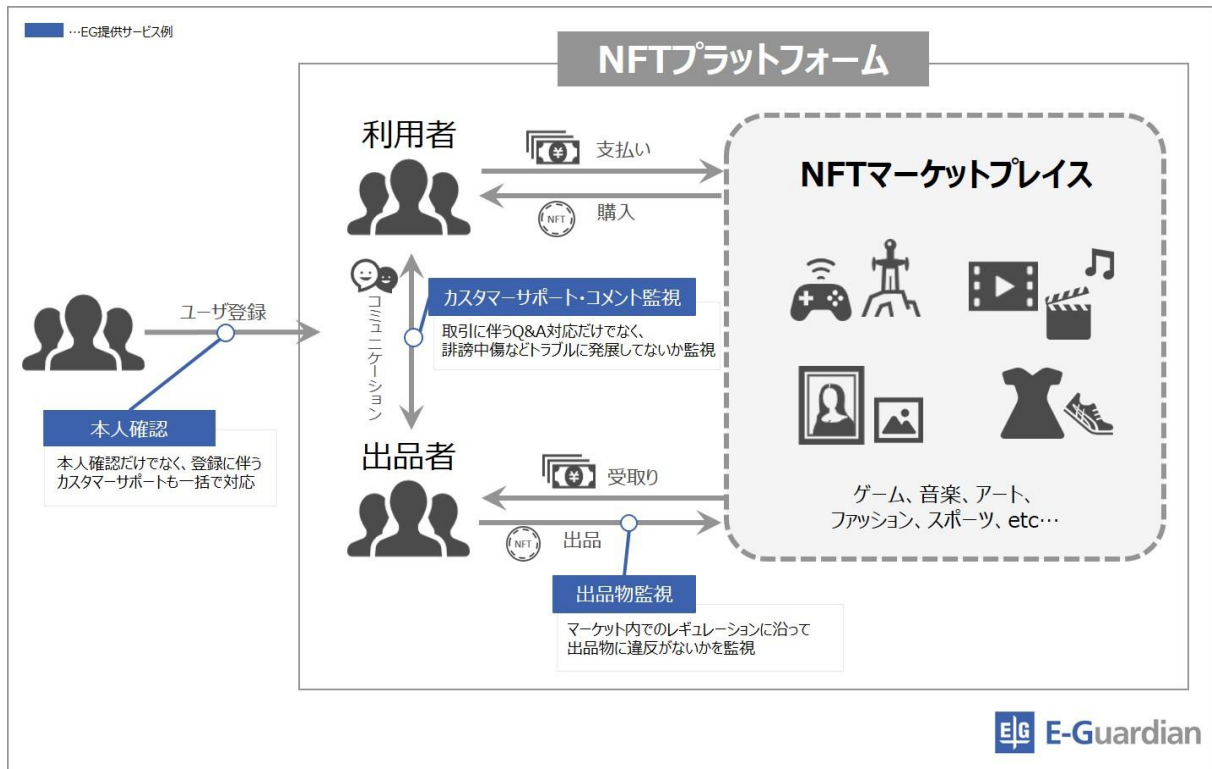 …EG提供サービス例
NFTプラットフォーム
利用者
支払い
NFT
購入
NFTマーケットプレイス
ユーザ登録
コミュニケーション
カスタマーサポート・コメント監視
取引に伴うQ&A対応だけでなく、
誹謗中傷などトラブルに発展してないか監視
本人確認
本人確認だけでなく、登録に伴う
カスタマーサポートも一括で対応
出品者
受取り
NFT
出品
ゲーム、音楽、アート、
ファッション、スポーツ、etc…
出品物監視
マーケット内でのレギュレーションに沿って
出品物に違反がないかを監視
EG E-Guardian